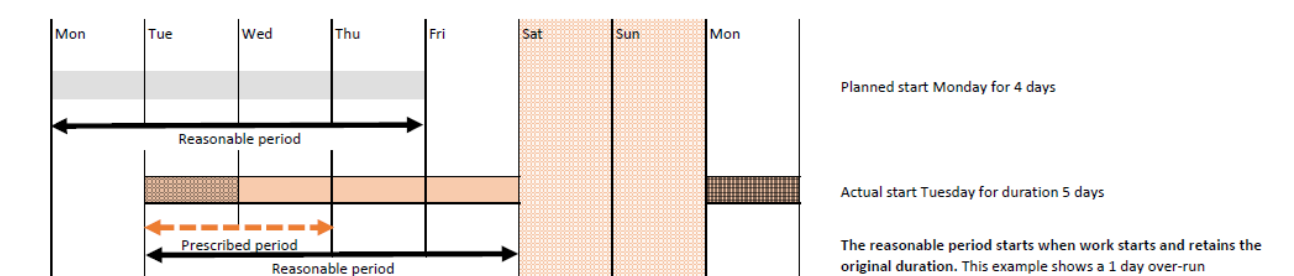 Mon Tue Wed Thu Fri Sat Sun Mon
Planned start Monday for 4 days
Reasonable period
Actual start Tuesday for duration 5 days
Prescribed period
The reasonable period starts when work starts and retains the
Reasonable period
original duration. This example shows a 1 day over-run